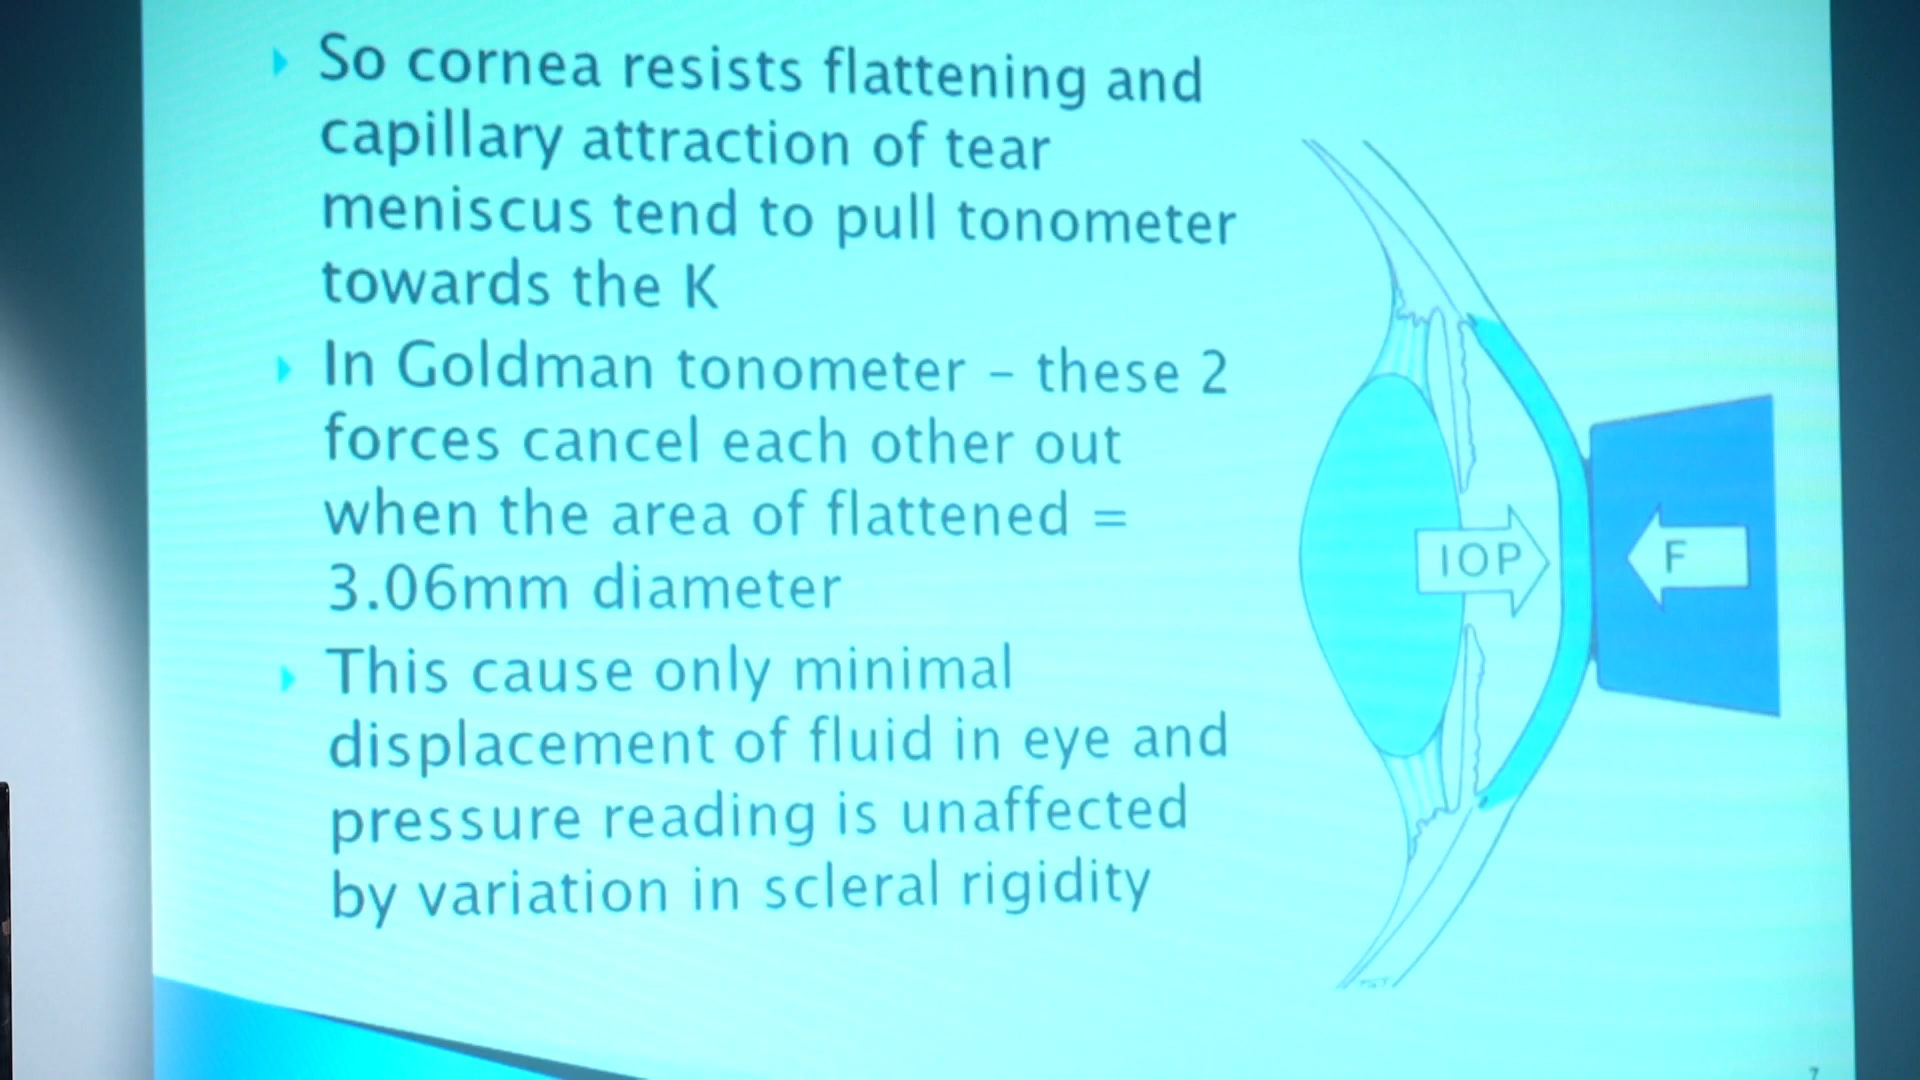 So cornea resists flattening and
capillary attraction of tear
meniscus tend to pull tonometer
towards the K
In Goldman tonometer – these 2
forces cancel each other out
when the area of flattened =
3.06mm diameter
This cause only minimal
displacement of fluid in eye and
pressure reading is unaffected
by variation in scleral rigidity
IOP
F
7